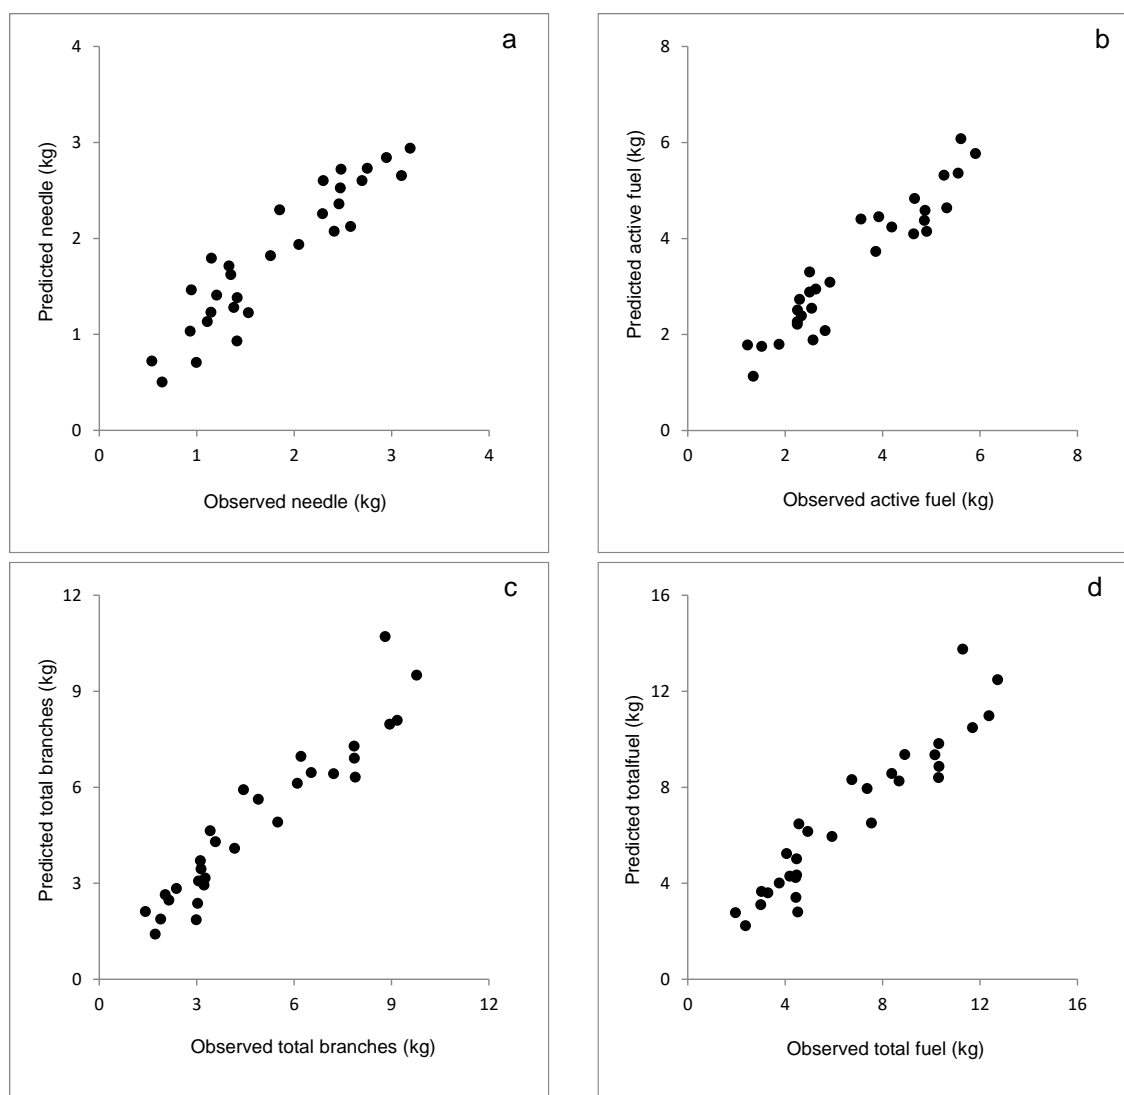 a
4
3
2
1
0
Predicted needle (kg)
0 1 2 3 4
Observed needle (kg)
b
8
6
4
2
0
Predicted active fuel (kg)
0 2 4 6 8
Observed active fuel (kg)
c
12
9
6
3
0
Predicted total branches (kg)
0 3 6 9 12
Observed total branches (kg)
d
16
12
8
4
0
Predicted totalfuel (kg)
0 4 8 12 16
Observed total fuel (kg)